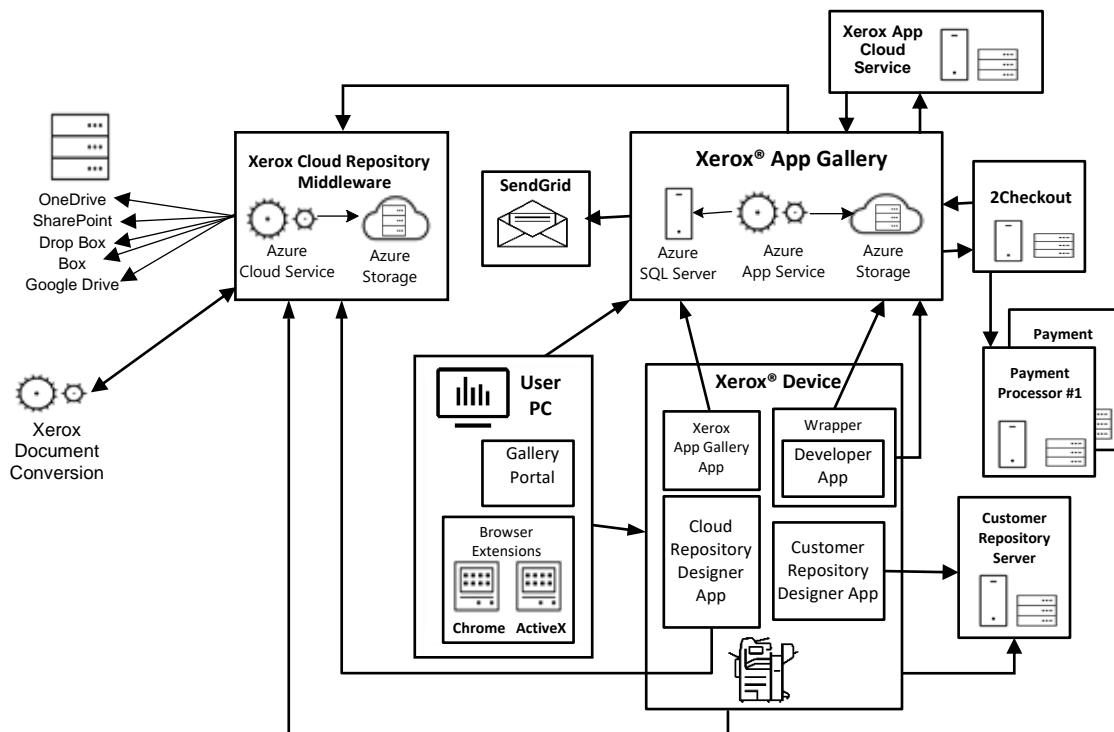 Xerox App
Cloud
Service
Xerox Cloud Repository
Middleware
Azure
Cloud Service
Azure
Storage
OneDrive
SharePoint
Drop Box
Box
Google Drive
Xerox
Document
Conversion
SendGrid
Xerox® App Gallery
Azure
SQL Server
Azure
App Service
Azure
Storage
2Checkout
Payment
Payment
Processor #1
User
PC
Gallery
Portal
Browser
Extensions
Chrome
ActiveX
Xerox® Device
Xerox
App Gallery
App
Wrapper
Developer
App
Cloud
Repository
Designer
App
Customer
Repository
Designer App
Customer
Repository
Server